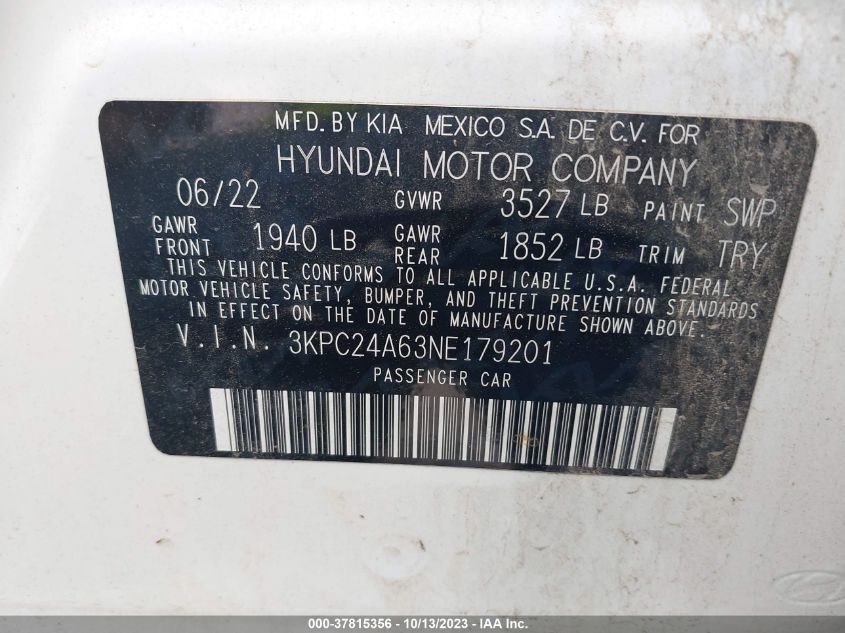 MFD. BY KIA MEXICO S.A. DE C.V. FOR
HYUNDAI MOTOR COMPANY
06/22 GVWR 3527 LB PAINT SWP
GAWR FRONT 1940 LB GAWR REAR 1852 LB TRIM TRY
THIS VEHICLE CONFORMS TO ALL APPLICABLE U.S.A. FEDERAL
MOTOR VEHICLE SAFETY, BUMPER, AND THEFT PREVENTION STANDARDS
IN EFFECT ON THE DATE OF MANUFACTURE SHOWN ABOVE.
V.I.N. 3KPC24A63NE179201
PASSENGER CAR
000-37815356 - 10/13/2023 - IAA Inc.